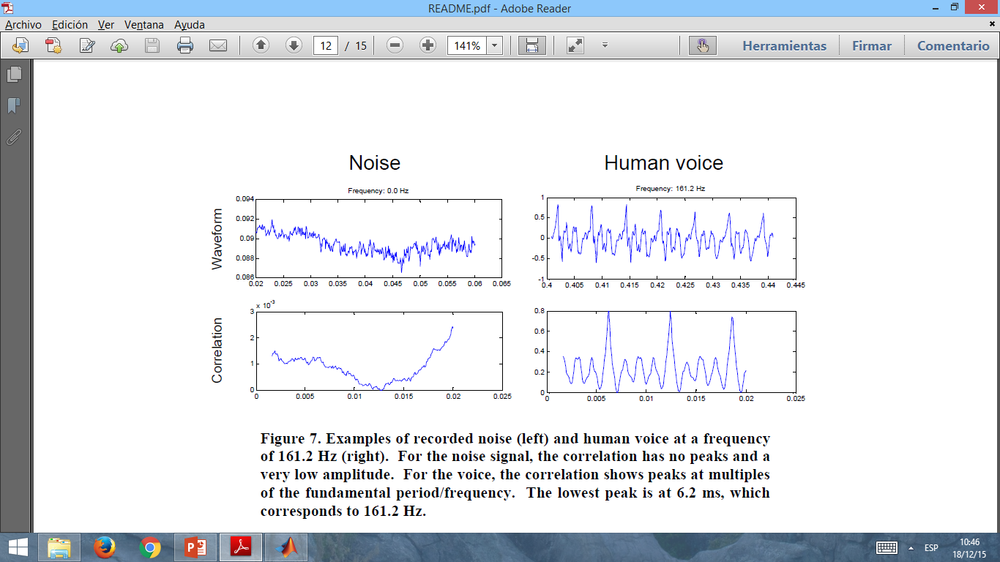 README.pdf - Adobe Reader
Archivo Edición Ver Ventana Ayuda
12 / 15 141% Herramientas Firmar Comentario
Noise Human voice
Frequency: 0.0 Hz Frequency: 161.2 Hz
Waveform
0.094
0.092
0.09
0.088
0.086
0.02 0.025 0.03 0.035 0.04 0.045 0.05 0.055 0.06 0.065
1
0.5
0
-0.5
-1
0.4 0.405 0.41 0.415 0.42 0.425 0.43 0.435 0.44 0.445
Correlation
x 10-3
3
2
1
0
0 0.005 0.01 0.015 0.02 0.025
0.8
0.6
0.4
0.2
0
0 0.005 0.01 0.015 0.02 0.025
Figure 7. Examples of recorded noise (left) and human voice at a frequency
of 161.2 Hz (right). For the noise signal, the correlation has no peaks and a
very low amplitude. For the voice, the correlation shows peaks at multiples
of the fundamental period/frequency. The lowest peak is at 6.2 ms, which
corresponds to 161.2 Hz.
ESP
10:46
18/12/15